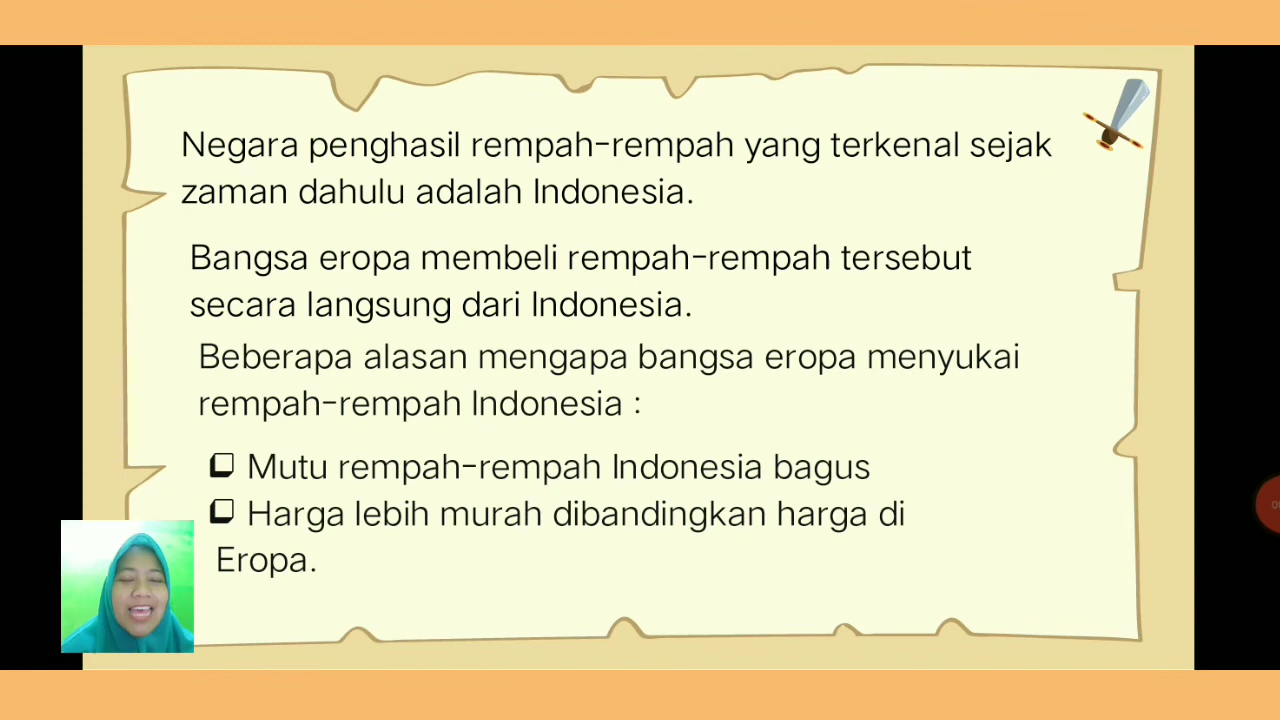 Negara penghasil rempah-rempah yang terkenal sejak
zaman dahulu adalah Indonesia.
Bangsa eropa membeli rempah-rempah tersebut
secara langsung dari Indonesia.
Beberapa alasan mengapa bangsa eropa menyukai
rempah-rempah Indonesia :
❑ Mutu rempah-rempah Indonesia bagus
❑ Harga lebih murah dibandingkan harga di
Eropa.